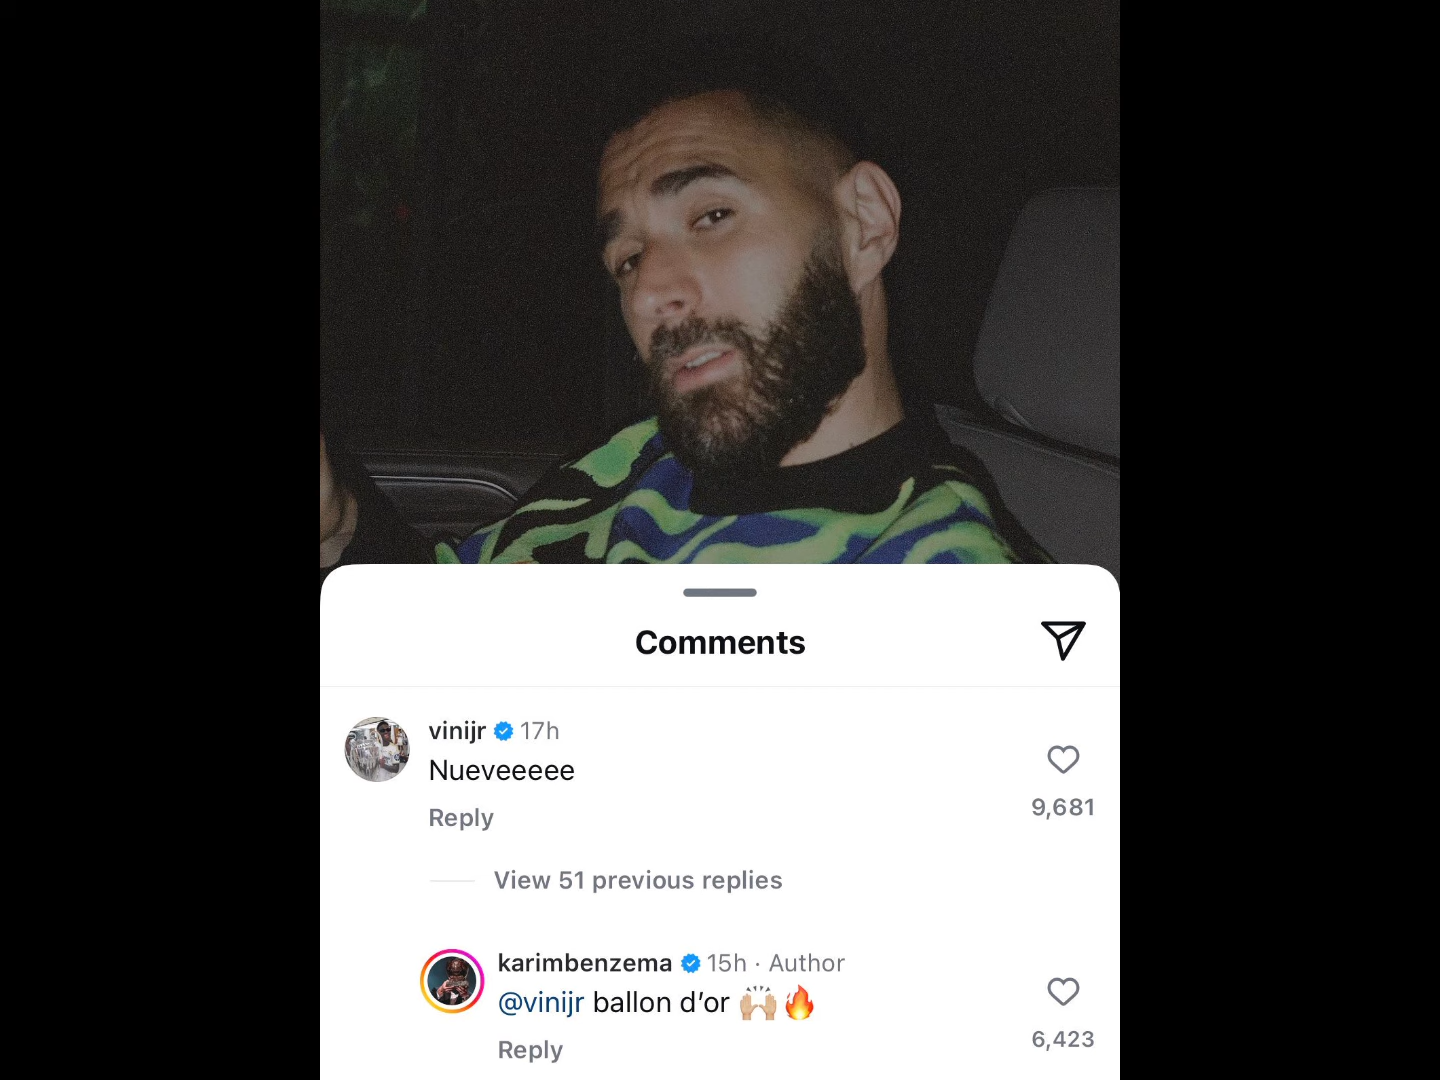 Comments
vinijr 17h
Nueveeeee
Reply
9,681
View 51 previous replies
karimbenzema 15h · Author
@vinijr ballon d’or 🙌🏼🔥
Reply
6,423